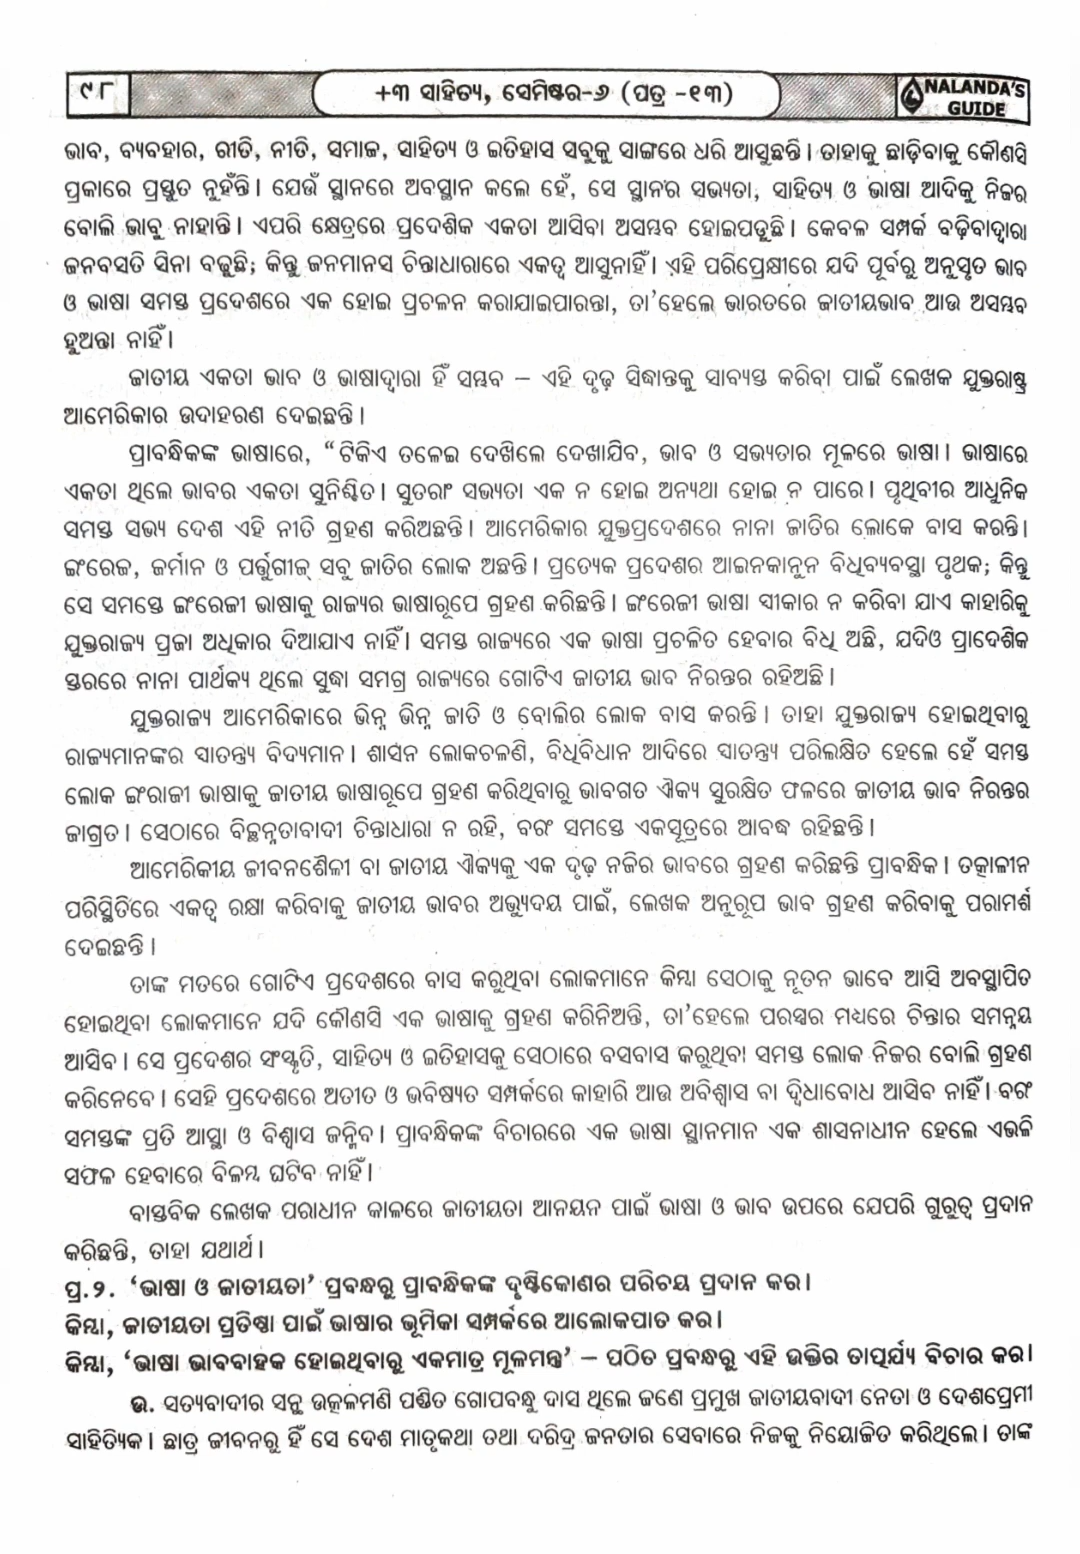 ୯୮
+୩ ସାହିତ୍ୟ, ସେମିଷ୍ଟର-୬ (ପତ୍ର -୧୩)
NALANDA'S
GUIDE
ଭାବ, ବ୍ୟବହାର, ରୀତି, ନୀତି, ସମାଜ, ସାହିତ୍ୟ ଓ ଇତିହାସ ସବୁକୁ ସାଙ୍ଗରେ ଧରି ଆସୁଛନ୍ତି। ତାହାକୁ ଛାଡ଼ିବାକୁ କୌଣସି
ପ୍ରକାରେ ପ୍ରସ୍ତୁତ ନୁହଁନ୍ତି। ଯେଉଁ ସ୍ଥାନରେ ଅବସ୍ଥାନ କଲେ ହେଁ, ସେ ସ୍ଥାନର ସଭ୍ୟତା, ସାହିତ୍ୟ ଓ ଭାଷା ଆଦିକୁ ନିଜର
ବୋଲି ଭାବୁ ନାହାନ୍ତି। ଏପରି କ୍ଷେତ୍ରରେ ପ୍ରଦେଶିକ ଏକତା ଆସିବା ଅସମ୍ଭବ ହୋଇପଡୁଛି। କେବଳ ସମ୍ପର୍କ ବଢ଼ିବାଦ୍ୱାରା
ଜନବସତି ସିନା ବଢୁଛି; କିନ୍ତୁ ଜନମାନସ ଚିନ୍ତାଧାରାରେ ଏକତ୍ୱ ଆସୁନାହିଁ। ଏହି ପରିପ୍ରେକ୍ଷୀରେ ଯଦି ପୂର୍ବରୁ ଅନୁସୃତ ଭାବ
ଓ ଭାଷା ସମସ୍ତ ପ୍ରଦେଶରେ ଏକ ହୋଇ ପ୍ରଚଳନ କରାଯାଇପାରନ୍ତା, ତା'ହେଲେ ଭାରତରେ ଜାତୀୟଭାବ ଆଉ ଅସମ୍ଭବ
ହୁଅନ୍ତା ନାହିଁ।
ଜାତୀୟ ଏକତା ଭାବ ଓ ଭାଷାଦ୍ୱାରା ହିଁ ସମ୍ଭବ – ଏହି ଦୃଢ଼ ସିଦ୍ଧାନ୍ତକୁ ସାବ୍ୟସ୍ତ କରିବା ପାଇଁ ଲେଖକ ଯୁକ୍ତରାଷ୍ଟ୍ର
ଆମେରିକାର ଉଦାହରଣ ଦେଇଛନ୍ତି।
ପ୍ରାବନ୍ଧିକଙ୍କ ଭାଷାରେ, “ଟିକିଏ ତଳେଇ ଦେଖିଲେ ଦେଖାଯିବ, ଭାବ ଓ ସଭ୍ୟତାର ମୂଳରେ ଭାଷା। ଭାଷାରେ
ଏକତା ଥିଲେ ଭାବର ଏକତା ସୁନିଶ୍ଚିତ। ସୁତରାଂ ସଭ୍ୟତା ଏକ ନ ହୋଇ ଅନ୍ୟଥା ହୋଇ ନ ପାରେ। ପୃଥିବୀର ଆଧୁନିକ
ସମସ୍ତ ସଭ୍ୟ ଦେଶ ଏହି ନୀତି ଗ୍ରହଣ କରିଅଛନ୍ତି। ଆମେରିକାର ଯୁକ୍ତପ୍ରଦେଶରେ ନାନା ଜାତିର ଲୋକେ ବାସ କରନ୍ତି।
ଇଂରେଜ, ଜର୍ମାନ ଓ ପର୍ତ୍ତୁଗୀଜ୍ ସବୁ ଜାତିର ଲୋକ ଅଛନ୍ତି। ପ୍ରତ୍ୟେକ ପ୍ରଦେଶର ଆଇନକାନୁନ ବିଧିବ୍ୟବସ୍ଥା ପୃଥକ; କିନ୍ତୁ
ସେ ସମସ୍ତେ ଇଂରେଜୀ ଭାଷାକୁ ରାଜ୍ୟର ଭାଷାରୂପେ ଗ୍ରହଣ କରିଛନ୍ତି। ଇଂରେଜୀ ଭାଷା ସ୍ୱୀକାର ନ କରିବା ଯାଏ କାହାରିକୁ
ଯୁକ୍ତରାଜ୍ୟ ପ୍ରଜା ଅଧିକାର ଦିଆଯାଏ ନାହିଁ। ସମସ୍ତ ରାଜ୍ୟରେ ଏକ ଭାଷା ପ୍ରଚଳିତ ହେବାର ବିଧି ଅଛି, ଯଦିଓ ପ୍ରାଦେଶିକ
ସ୍ତରରେ ନାନା ପାର୍ଥକ୍ୟ ଥିଲେ ସୁଦ୍ଧା ସମଗ୍ର ରାଜ୍ୟରେ ଗୋଟିଏ ଜାତୀୟ ଭାବ ନିରନ୍ତର ରହିଅଛି।
ଯୁକ୍ତରାଜ୍ୟ ଆମେରିକାରେ ଭିନ୍ନ ଭିନ୍ନ ଜାତି ଓ ବୋଲିର ଲୋକ ବାସ କରନ୍ତି। ତାହା ଯୁକ୍ତରାଜ୍ୟ ହୋଇଥିବାରୁ
ରାଜ୍ୟମାନଙ୍କର ସ୍ୱାତନ୍ତ୍ର୍ୟ ବିଦ୍ୟମାନ। ଶାସନ ଲୋକଚଳଣି, ବିଧିବିଧାନ ଆଦିରେ ସ୍ୱାତନ୍ତ୍ର୍ୟ ପରିଲକ୍ଷିତ ହେଲେ ହେଁ ସମସ୍ତ
ଲୋକ ଇଂରାଜୀ ଭାଷାକୁ ଜାତୀୟ ଭାଷାରୂପେ ଗ୍ରହଣ କରିଥିବାରୁ ଭାବଗତ ଐକ୍ୟ ସୁରକ୍ଷିତ ଫଳରେ ଜାତୀୟ ଭାବ ନିରନ୍ତର
ଜାଗ୍ରତ। ସେଠାରେ ବିଚ୍ଛିନ୍ନତାବାଦୀ ଚିନ୍ତାଧାରା ନ ରହି, ବରଂ ସମସ୍ତେ ଏକସୂତ୍ରରେ ଆବଦ୍ଧ ରହିଛନ୍ତି।
ଆମେରିକୀୟ ଜୀବନଶୈଳୀ ବା ଜାତୀୟ ଐକ୍ୟକୁ ଏକ ଦୃଢ଼ ନଜିର ଭାବରେ ଗ୍ରହଣ କରିଛନ୍ତି ପ୍ରାବନ୍ଧିକ। ତତ୍କାଳୀନ
ପରିସ୍ଥିତିରେ ଏକତ୍ୱ ରକ୍ଷା କରିବାକୁ ଜାତୀୟ ଭାବର ଅଭ୍ୟୁଦୟ ପାଇଁ, ଲେଖକ ଅନୁରୂପ ଭାବ ଗ୍ରହଣ କରିବାକୁ ପରାମର୍ଶ
ଦେଇଛନ୍ତି।
ତାଙ୍କ ମତରେ ଗୋଟିଏ ପ୍ରଦେଶରେ ବାସ କରୁଥିବା ଲୋକମାନେ କିମ୍ବା ସେଠାକୁ ନୂତନ ଭାବେ ଆସି ଅବସ୍ଥାପିତ
ହୋଇଥିବା ଲୋକମାନେ ଯଦି କୌଣସି ଏକ ଭାଷାକୁ ଗ୍ରହଣ କରିନିଅନ୍ତି, ତା'ହେଲେ ପରସ୍ପର ମଧ୍ୟରେ ଚିନ୍ତାର ସମନ୍ୱୟ
ଆସିବ। ସେ ପ୍ରଦେଶର ସଂସ୍କୃତି, ସାହିତ୍ୟ ଓ ଇତିହାସକୁ ସେଠାରେ ବସବାସ କରୁଥିବା ସମସ୍ତ ଲୋକ ନିଜର ବୋଲି ଗ୍ରହଣ
କରିନେବେ। ସେହି ପ୍ରଦେଶରେ ଅତୀତ ଓ ଭବିଷ୍ୟତ ସମ୍ପର୍କରେ କାହାରି ଆଉ ଅବିଶ୍ୱାସ ବା ଦ୍ୱିଧାବୋଧ ଆସିବ ନାହିଁ। ବରଂ
ସମସ୍ତଙ୍କ ପ୍ରତି ଆସ୍ଥା ଓ ବିଶ୍ୱାସ ଜନ୍ମିବ। ପ୍ରାବନ୍ଧିକଙ୍କ ବିଚାରରେ ଏକ ଭାଷା ସ୍ଥାନମାନ ଏକ ଶାସନାଧୀନ ହେଲେ ଏଭଳି
ସଫଳ ହେବାରେ ବିଳମ୍ବ ଘଟିବ ନାହିଁ।
ବାସ୍ତବିକ ଲେଖକ ପରାଧୀନ କାଳରେ ଜାତୀୟତା ଆନୟନ ପାଇଁ ଭାଷା ଓ ଭାବ ଉପରେ ଯେପରି ଗୁରୁତ୍ୱ ପ୍ରଦାନ
କରିଛନ୍ତି, ତାହା ଯଥାର୍ଥ।
ପ୍ର.୨. ‘ଭାଷା ଓ ଜାତୀୟତା’ ପ୍ରବନ୍ଧରୁ ପ୍ରାବନ୍ଧିକଙ୍କ ଦୃଷ୍ଟିକୋଣର ପରିଚୟ ପ୍ରଦାନ କର।
କିମ୍ବା, ଜାତୀୟତା ପ୍ରତିଷ୍ଠା ପାଇଁ ଭାଷାର ଭୂମିକା ସମ୍ପର୍କରେ ଆଲୋକପାତ କର।
କିମ୍ବା, ‘ଭାଷା ଭାବବାହକ ହୋଇଥିବାରୁ ଏକମାତ୍ର ମୂଳମନ୍ତ୍ର’ – ପଠିତ ପ୍ରବନ୍ଧରୁ ଏହି ଉକ୍ତିର ତାତ୍ପର୍ଯ୍ୟ ବିଚାର କର।
ଉ. ସତ୍ୟବାଦୀର ସନ୍ଥ ଉତ୍କଳମଣି ପଣ୍ଡିତ ଗୋପବନ୍ଧୁ ଦାସ ଥିଲେ ଜଣେ ପ୍ରମୁଖ ଜାତୀୟବାଦୀ ନେତା ଓ ଦେଶପ୍ରେମୀ
ସାହିତ୍ୟିକ। ଛାତ୍ର ଜୀବନରୁ ହିଁ ସେ ଦେଶ ମାତୃକଥା ତଥା ଦରିଦ୍ର ଜନତାର ସେବାରେ ନିଜକୁ ନିୟୋଜିତ କରିଥିଲେ। ତାଙ୍କ